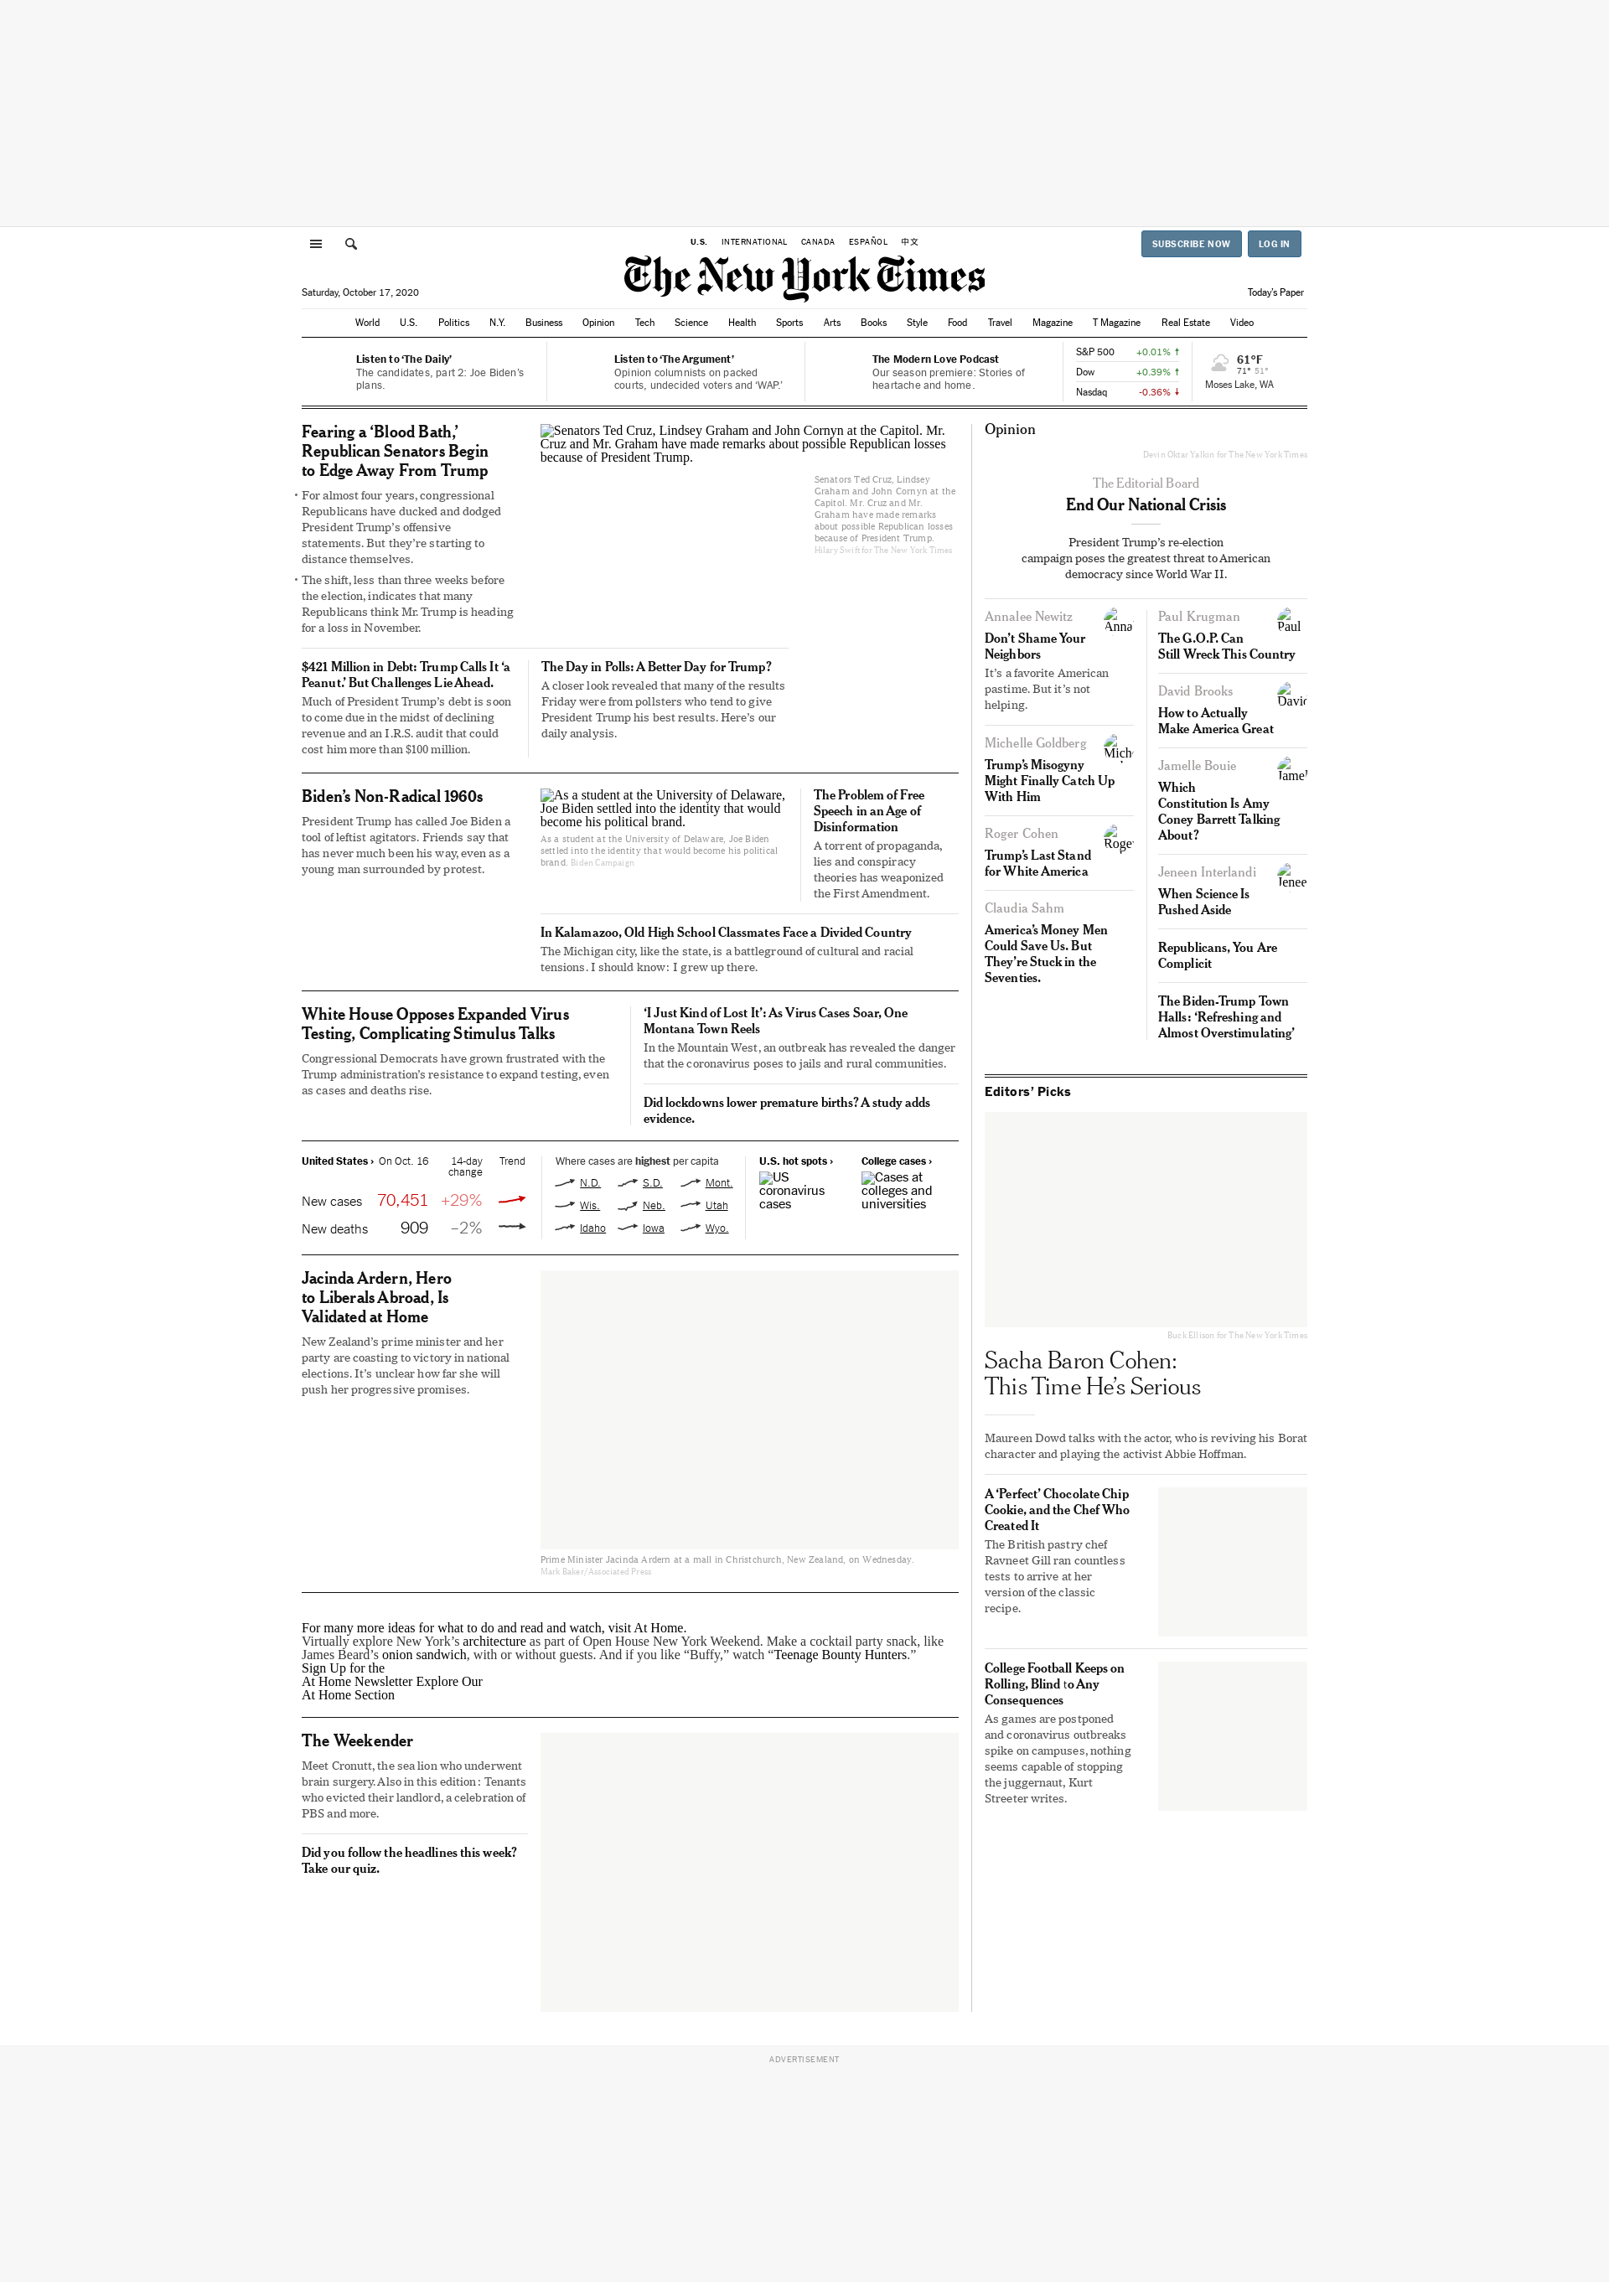 U.S. INTERNATIONAL CANADA ESPAÑOL 中文
SUBSCRIBE NOW LOG IN
The New York Times
Saturday, October 17, 2020
Today's Paper
World U.S. Politics N.Y. Business Opinion Tech Science Health Sports Arts Books Style Food Travel Magazine T Magazine Real Estate Video
Listen to ‘The Daily’
The candidates, part 2: Joe Biden’s
plans.
Listen to ‘The Argument’
Opinion columnists on packed
courts, undecided voters and ‘WAP.’
The Modern Love Podcast
Our season premiere: Stories of
heartache and home.
S&P 500 +0.01% ↑
Dow +0.39% ↑
Nasdaq -0.36% ↓
61°F
71° 51°
Moses Lake, WA
Fearing a ‘Blood Bath,’
Republican Senators Begin
to Edge Away From Trump
• For almost four years, congressional
Republicans have ducked and dodged
President Trump’s offensive
statements. But they’re starting to
distance themselves.
• The shift, less than three weeks before
the election, indicates that many
Republicans think Mr. Trump is heading
for a loss in November.
Senators Ted Cruz, Lindsey Graham and John Cornyn at the Capitol. Mr.
Cruz and Mr. Graham have made remarks about possible Republican losses
because of President Trump.
Senators Ted Cruz, Lindsey
Graham and John Cornyn at the
Capitol. Mr. Cruz and Mr.
Graham have made remarks
about possible Republican losses
because of President Trump.
Hilary Swift for The New York Times
$421 Million in Debt: Trump Calls It ‘a
Peanut.’ But Challenges Lie Ahead.
Much of President Trump’s debt is soon
to come due in the midst of declining
revenue and an I.R.S. audit that could
cost him more than $100 million.
The Day in Polls: A Better Day for Trump?
A closer look revealed that many of the results
Friday were from pollsters who tend to give
President Trump his best results. Here’s our
daily analysis.
Biden’s Non-Radical 1960s
President Trump has called Joe Biden a
tool of leftist agitators. Friends say that
has never much been his way, even as a
young man surrounded by protest.
As a student at the University of Delaware,
Joe Biden settled into the identity that would
become his political brand.
As a student at the University of Delaware, Joe Biden
settled into the identity that would become his political
brand. Biden Campaign
The Problem of Free
Speech in an Age of
Disinformation
A torrent of propaganda,
lies and conspiracy
theories has weaponized
the First Amendment.
In Kalamazoo, Old High School Classmates Face a Divided Country
The Michigan city, like the state, is a battleground of cultural and racial
tensions. I should know: I grew up there.
White House Opposes Expanded Virus
Testing, Complicating Stimulus Talks
Congressional Democrats have grown frustrated with the
Trump administration’s resistance to expand testing, even
as cases and deaths rise.
‘I Just Kind of Lost It’: As Virus Cases Soar, One
Montana Town Reels
In the Mountain West, an outbreak has revealed the danger
that the coronavirus poses to jails and rural communities.
Did lockdowns lower premature births? A study adds
evidence.
United States › On Oct. 16 14-day Trend
change
New cases 70,451 +29%
New deaths 909 –2%
Where cases are highest per capita
N.D. S.D. Mont.
Wis. Neb. Utah
Idaho Iowa Wyo.
U.S. hot spots ›
US
coronavirus
cases
College cases ›
Cases at
colleges and
universities
Jacinda Ardern, Hero
to Liberals Abroad, Is
Validated at Home
New Zealand’s prime minister and her
party are coasting to victory in national
elections. It’s unclear how far she will
push her progressive promises.
Prime Minister Jacinda Ardern at a mall in Christchurch, New Zealand, on Wednesday.
Mark Baker/Associated Press
For many more ideas for what to do and read and watch, visit At Home.
Virtually explore New York’s architecture as part of Open House New York Weekend. Make a cocktail party snack, like
James Beard’s onion sandwich, with or without guests. And if you like “Buffy,” watch “Teenage Bounty Hunters.”
Sign Up for the
At Home Newsletter Explore Our
At Home Section
The Weekender
Meet Cronutt, the sea lion who underwent
brain surgery. Also in this edition: Tenants
who evicted their landlord, a celebration of
PBS and more.
Did you follow the headlines this week?
Take our quiz.
Opinion
Devin Oktar Yalkin for The New York Times
The Editorial Board
End Our National Crisis
President Trump’s re-election
campaign poses the greatest threat to American
democracy since World War II.
Annalee Newitz
Anna
Don’t Shame Your
Neighbors
It’s a favorite American
pastime. But it’s not
helping.
Michelle Goldberg
Miche
Trump’s Misogyny
Might Finally Catch Up
With Him
Roger Cohen
Roger
Trump’s Last Stand
for White America
Claudia Sahm
America’s Money Men
Could Save Us. But
They’re Stuck in the
Seventies.
Paul Krugman
Paul
The G.O.P. Can
Still Wreck This Country
David Brooks
David
How to Actually
Make America Great
Jamelle Bouie
Jamel
Which
Constitution Is Amy
Coney Barrett Talking
About?
Jeneen Interlandi
Jenee
When Science Is
Pushed Aside
Republicans, You Are
Complicit
The Biden-Trump Town
Halls: ‘Refreshing and
Almost Overstimulating’
Editors’ Picks
Buck Ellison for The New York Times
Sacha Baron Cohen:
This Time He’s Serious
Maureen Dowd talks with the actor, who is reviving his Borat
character and playing the activist Abbie Hoffman.
A ‘Perfect’ Chocolate Chip
Cookie, and the Chef Who
Created It
The British pastry chef
Ravneet Gill ran countless
tests to arrive at her
version of the classic
recipe.
College Football Keeps on
Rolling, Blind to Any
Consequences
As games are postponed
and coronavirus outbreaks
spike on campuses, nothing
seems capable of stopping
the juggernaut, Kurt
Streeter writes.
ADVERTISEMENT